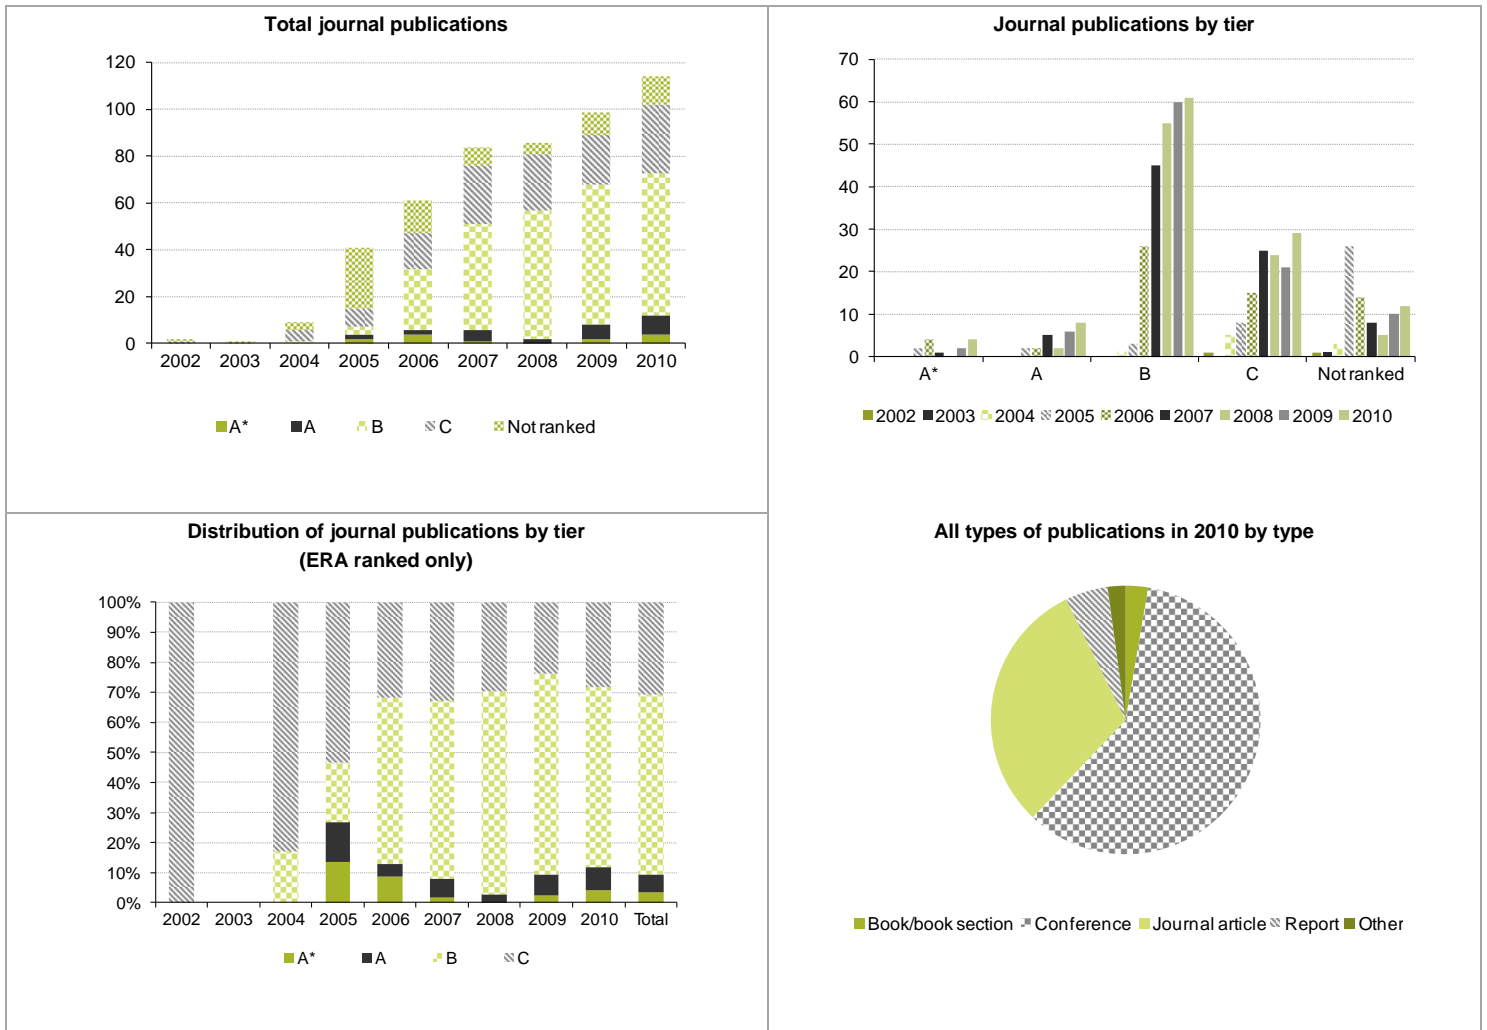 Total journal publications
120
100
80
60
40
20
0
2002 2003 2004 2005 2006 2007 2008 2009 2010
A* A B C Not ranked
Journal publications by tier
70
60
50
40
30
20
10
0
A* A B C Not ranked
2002 2003 2004 2005 2006 2007 2008 2009 2010
Distribution of journal publications by tier
(ERA ranked only)
100%
90%
80%
70%
60%
50%
40%
30%
20%
10%
0%
2002 2003 2004 2005 2006 2007 2008 2009 2010 Total
A* A B C
All types of publications in 2010 by type
Book/book section Conference Journal article Report Other